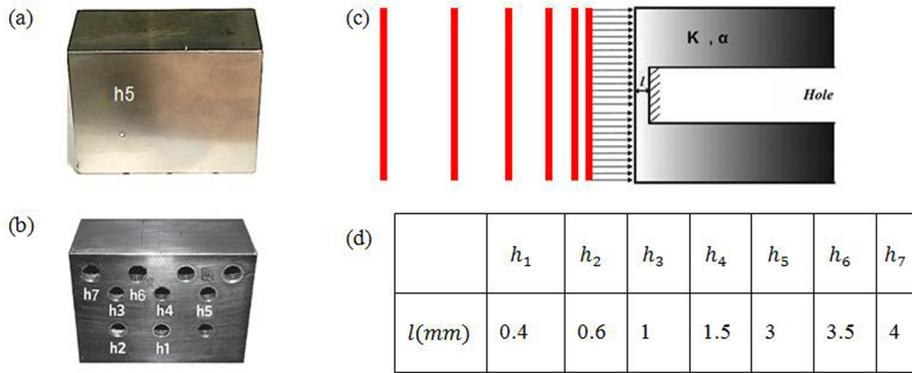 (a)
h5
(b)
h7 h6
h3 h4 h5
h2 h1
(c)
K , α
l
Hole
(d)
h₁ h₂ h₃ h₄ h₅ h₆ h₇
l(mm) 0.4 0.6 1 1.5 3 3.5 4